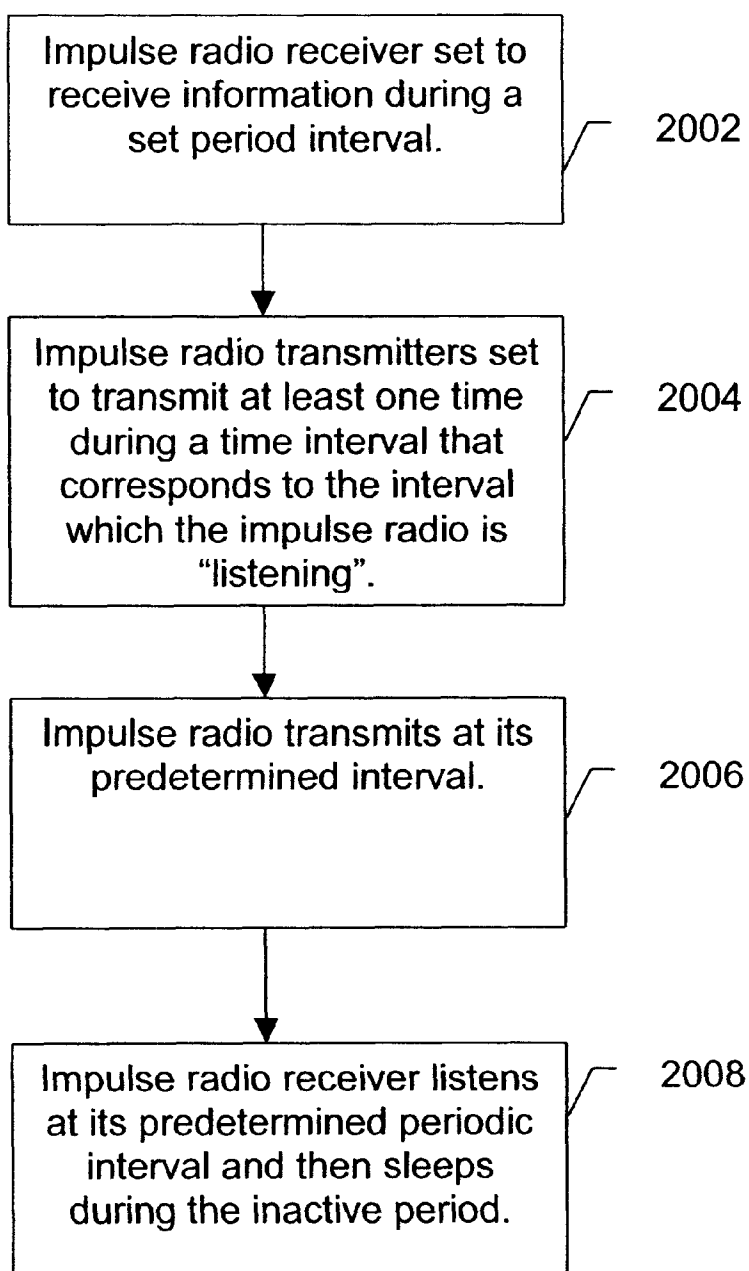 Impulse radio receiver set to
receive information during a
set period interval.
2002
Impulse radio transmitters set
to transmit at least one time
during a time interval that
corresponds to the interval
which the impulse radio is
“listening”.
2004
Impulse radio transmits at its
predetermined interval.
2006
Impulse radio receiver listens
at its predetermined periodic
interval and then sleeps
during the inactive period.
2008